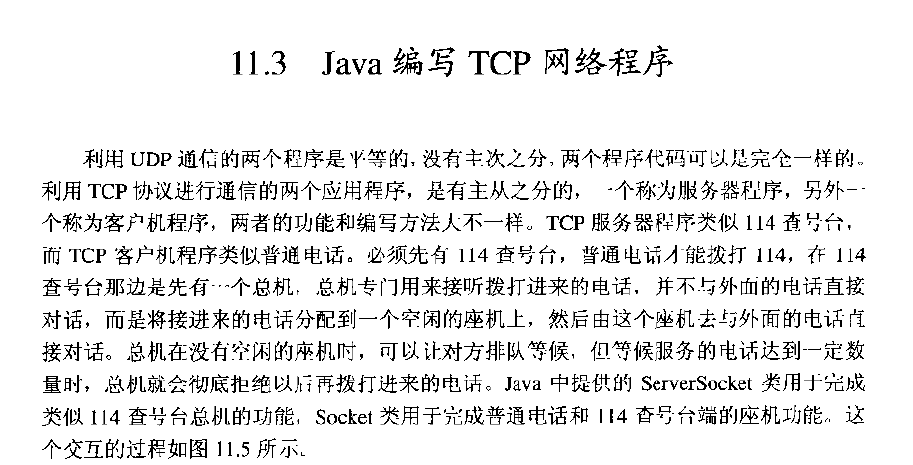 11.3 Java 编写 TCP 网络程序
利用 UDP 通信的两个程序是平等的,没有主次之分,两个程序代码可以是完全一样的。
利用 TCP 协议进行通信的两个应用程序，是有主从之分的，一个称为服务器程序，另外一
个称为客户机程序，两者的功能和编写方法大不一样。TCP 服务器程序类似 114 查号台，
而 TCP 客户机程序类似普通电话。必须先有 114 查号台，普通电话才能拨打 114，在 114
查号台那边是先有一个总机，总机专门用来接听拨打进来的电话，并不与外面的电话直接
对话，而是将接进来的电话分配到一个空闲的座机上，然后由这个座机去与外面的电话直
接对话。总机在没有空闲的座机时，可以让对方排队等候，但等候服务的电话达到一定数
量时，总机就会彻底拒绝以后再拨打进来的电话。Java 中提供的 ServerSocket 类用于完成
类似 114 查号台总机的功能，Socket 类用于完成普通电话和 114 查号台端的座机功能。这
个交互的过程如图 11.5 所示。